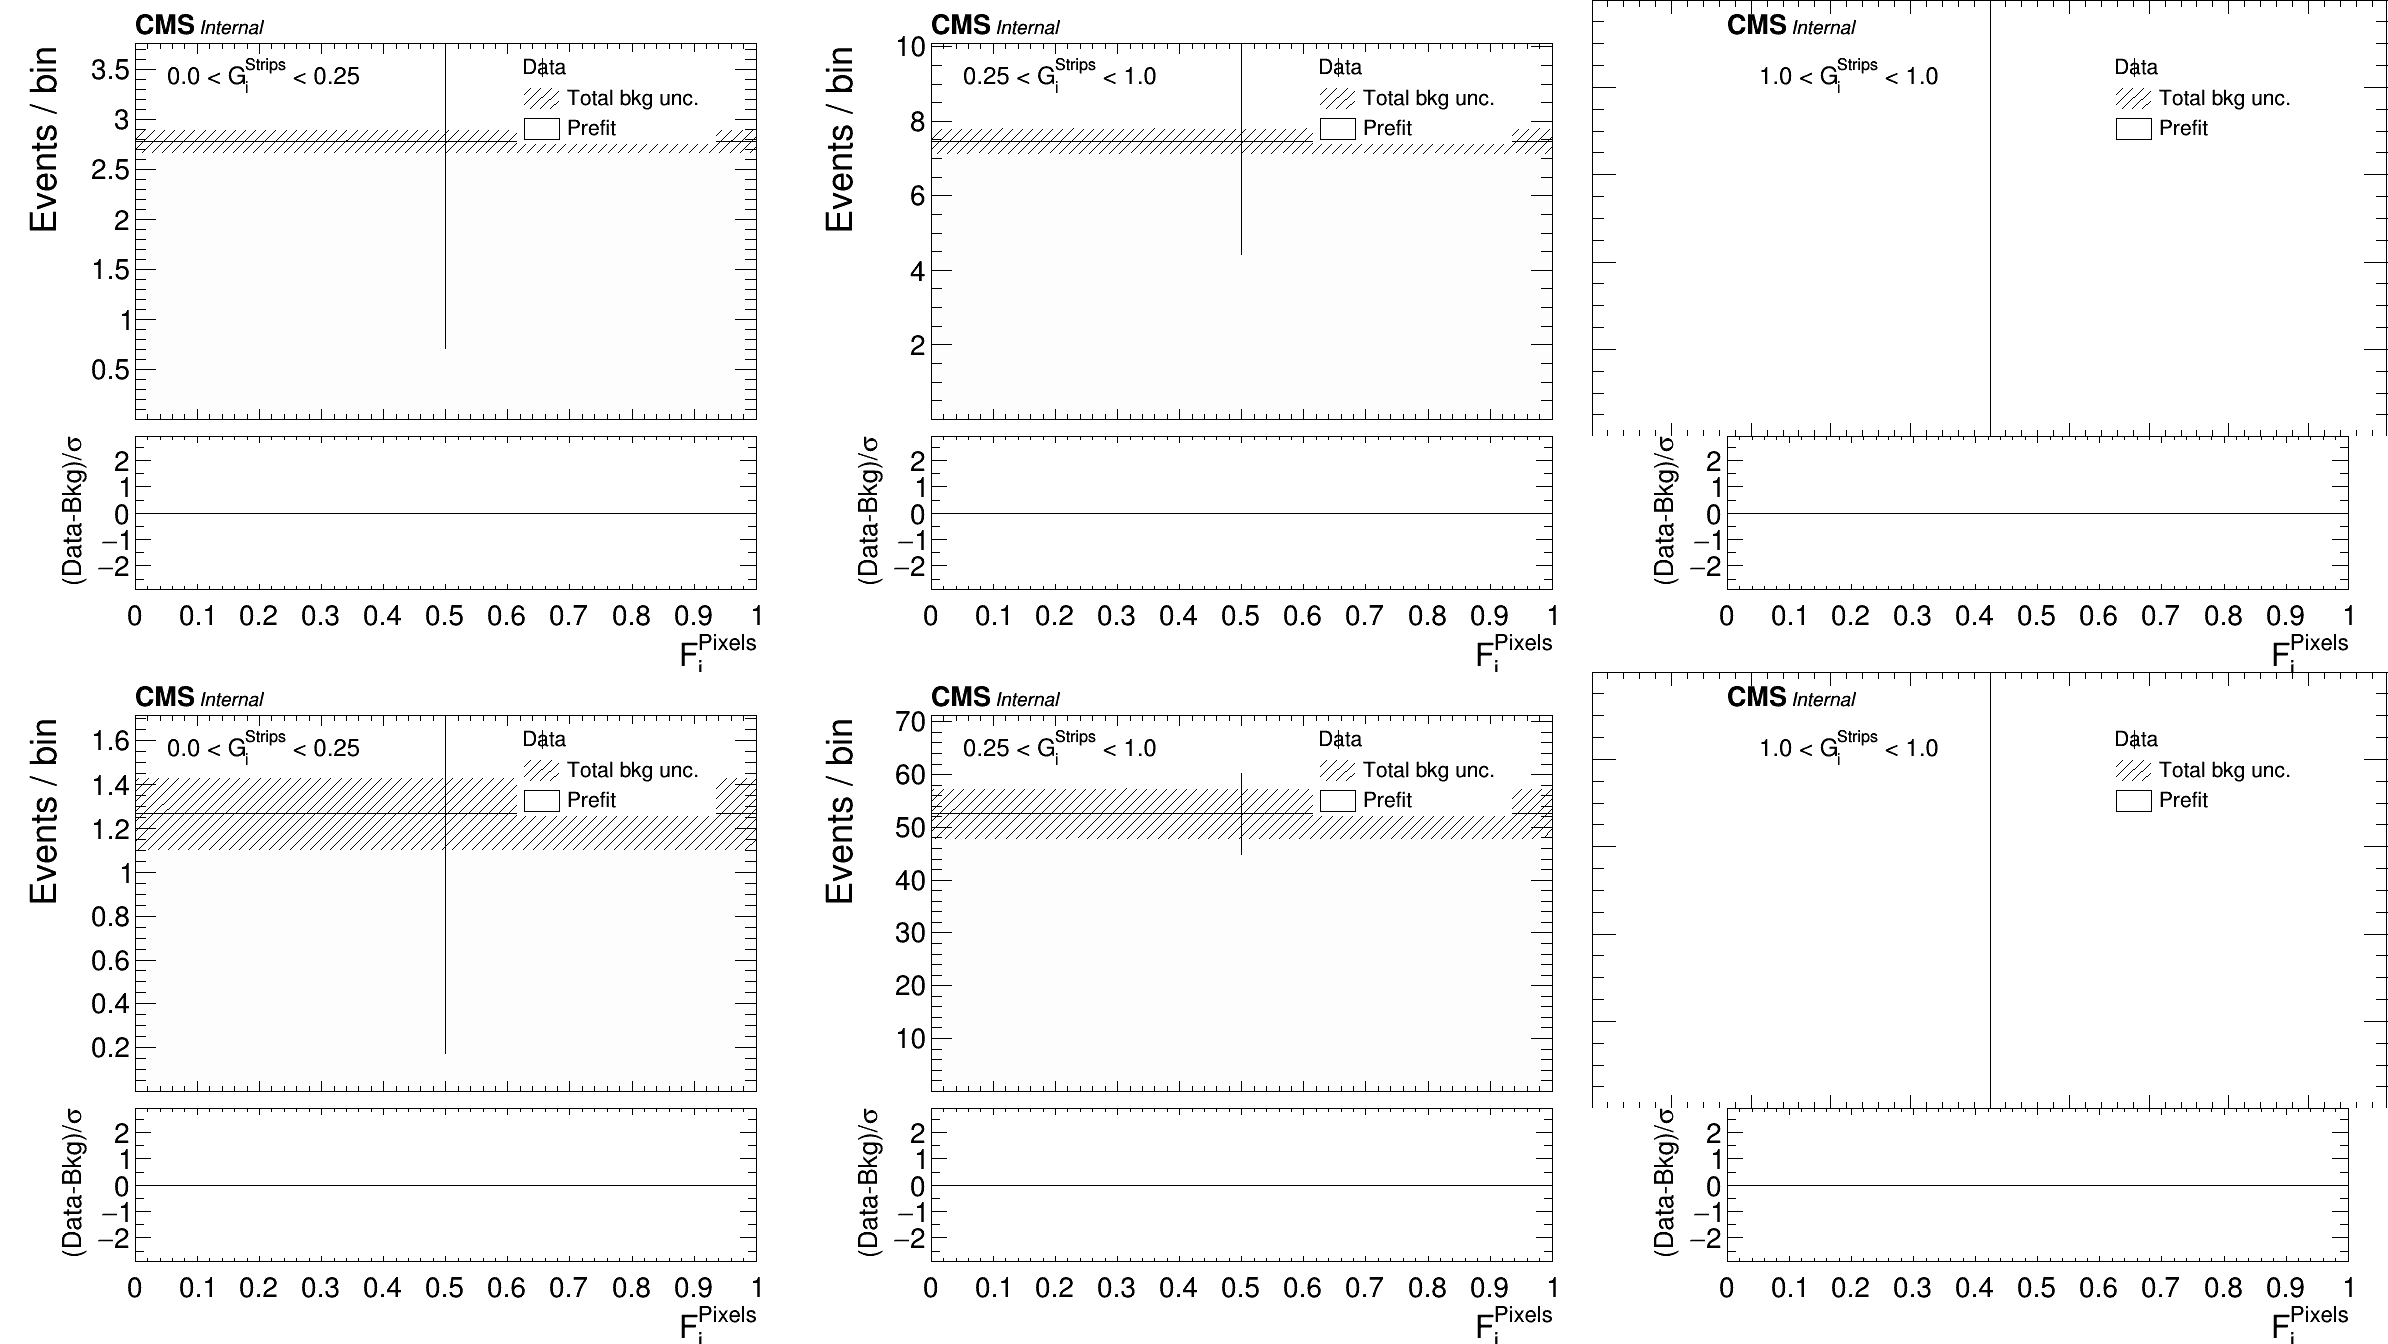 CMS Internal
0.0 < G_i^Strips < 0.25
Data
Total bkg unc.
Prefit
Events / bin
3.5
3
2.5
2
1.5
1
0.5
(Data-Bkg)/σ
2
1
0
−1
−2
0 0.1 0.2 0.3 0.4 0.5 0.6 0.7 0.8 0.9 1
F_i^Pixels
CMS Internal
0.25 < G_i^Strips < 1.0
Data
Total bkg unc.
Prefit
Events / bin
10
8
6
4
2
(Data-Bkg)/σ
2
1
0
−1
−2
0 0.1 0.2 0.3 0.4 0.5 0.6 0.7 0.8 0.9 1
F_i^Pixels
CMS Internal
1.0 < G_i^Strips < 1.0
Data
Total bkg unc.
Prefit
(Data-Bkg)/σ
2
1
0
−1
−2
0 0.1 0.2 0.3 0.4 0.5 0.6 0.7 0.8 0.9 1
F_i^Pixels
CMS Internal
0.0 < G_i^Strips < 0.25
Data
Total bkg unc.
Prefit
Events / bin
1.6
1.4
1.2
1
0.8
0.6
0.4
0.2
(Data-Bkg)/σ
2
1
0
−1
−2
0 0.1 0.2 0.3 0.4 0.5 0.6 0.7 0.8 0.9 1
F_i^Pixels
CMS Internal
0.25 < G_i^Strips < 1.0
Data
Total bkg unc.
Prefit
Events / bin
70
60
50
40
30
20
10
(Data-Bkg)/σ
2
1
0
−1
−2
0 0.1 0.2 0.3 0.4 0.5 0.6 0.7 0.8 0.9 1
F_i^Pixels
CMS Internal
1.0 < G_i^Strips < 1.0
Data
Total bkg unc.
Prefit
(Data-Bkg)/σ
2
1
0
−1
−2
0 0.1 0.2 0.3 0.4 0.5 0.6 0.7 0.8 0.9 1
F_i^Pixels